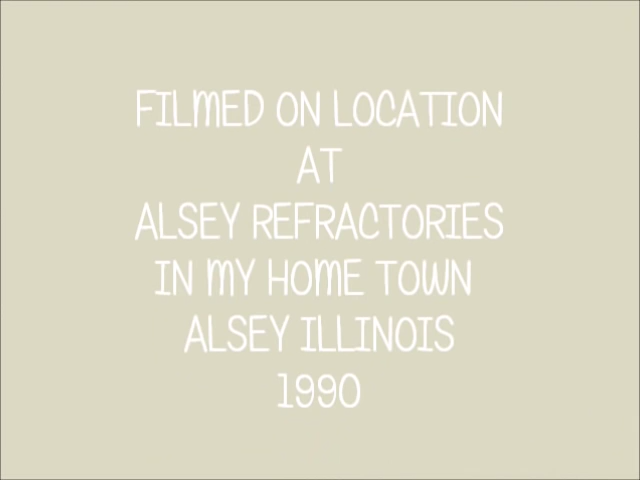 FILMED ON LOCATION
AT
ALSEY REFRACTORIES
IN MY HOME TOWN
ALSEY ILLINOIS
1990